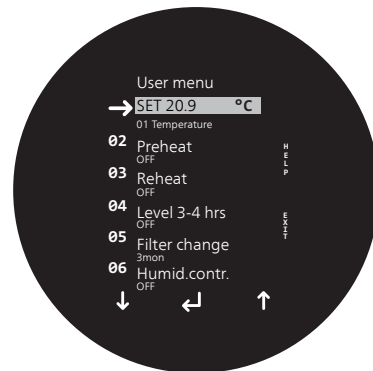 User menu
SET 20.9 °C
01 Temperature
02 Preheat
OFF
03 Reheat
OFF
04 Level 3-4 hrs
OFF
05 Filter change
3mon
06 Humid.contr.
OFF
HELP
EXIT